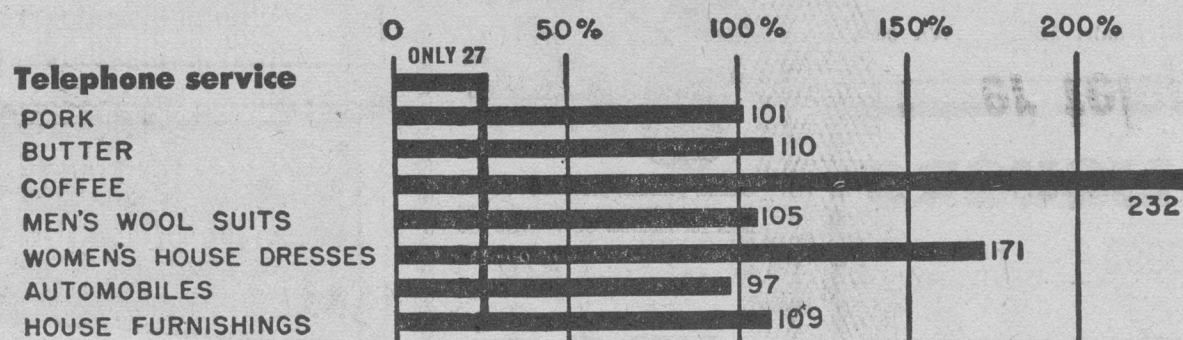 0 50% 100% 150% 200%
ONLY 27
Telephone service
PORK 101
BUTTER 110
COFFEE 232
MEN'S WOOL SUITS 105
WOMEN'S HOUSE DRESSES 171
AUTOMOBILES 97
HOUSE FURNISHINGS 109